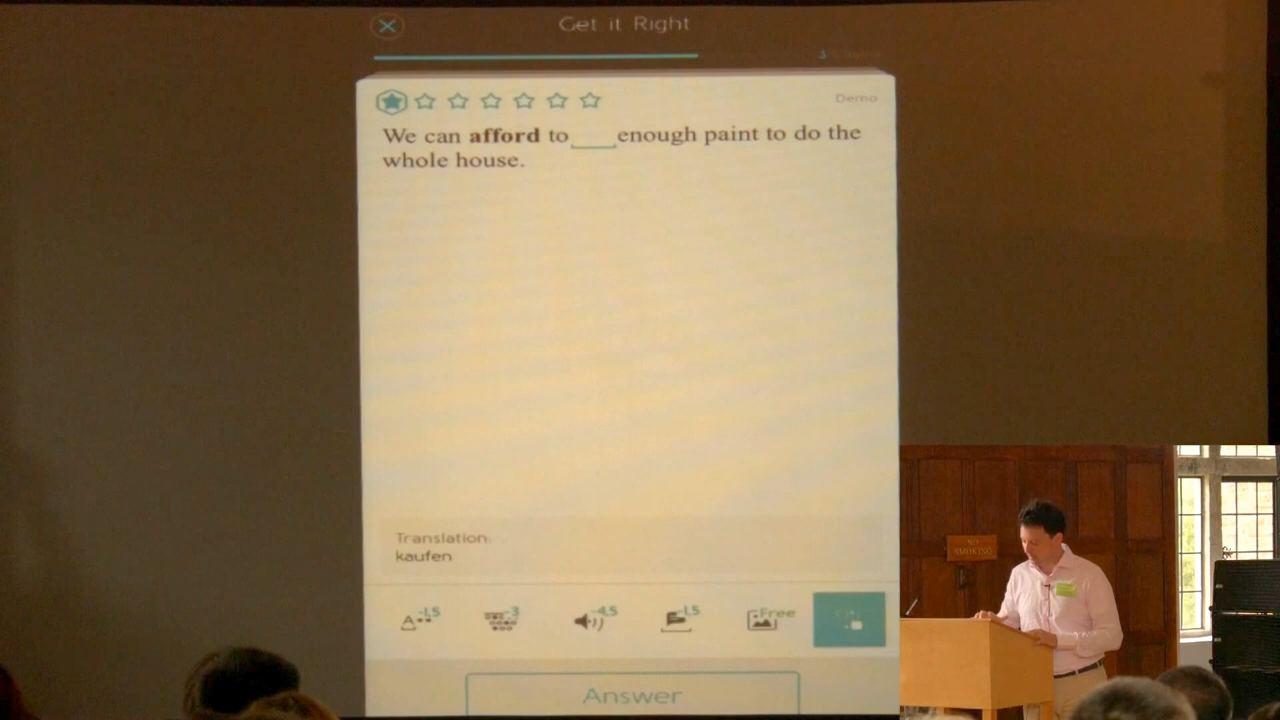 Get it Right
Demo
We can afford to ____ enough paint to do the
whole house.
Translation:
kaufen
A -1.5
-3
-4.5
-1.5
Free
Answer
NO
SMOKING